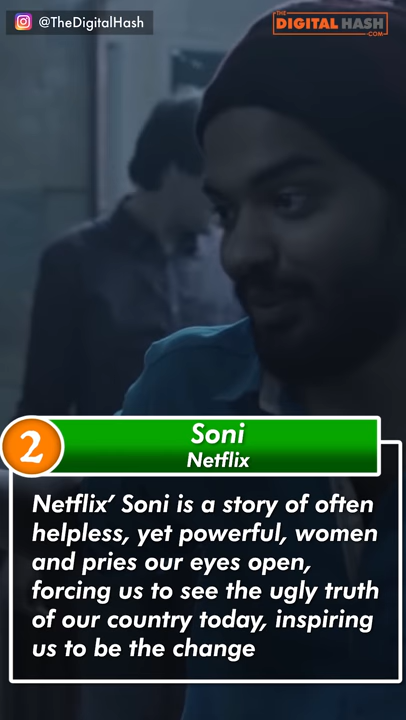 @TheDigitalHash
THE
DIGITAL HASH
.COM
2
Soni
Netflix
Netflix' Soni is a story of often
helpless, yet powerful, women
and pries our eyes open,
forcing us to see the ugly truth
of our country today, inspiring
us to be the change